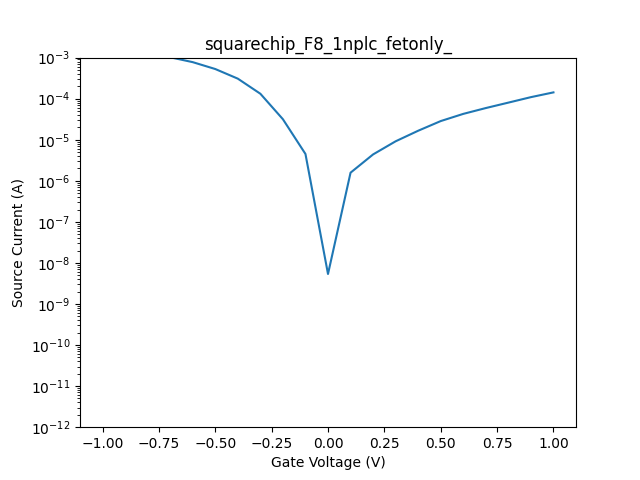 squarechip_F8_1nplc_fetonly_
10⁻³
10⁻⁴
10⁻⁵
10⁻⁶
10⁻⁷
10⁻⁸
10⁻⁹
10⁻¹⁰
10⁻¹¹
10⁻¹²
Source Current (A)
−1.00 −0.75 −0.50 −0.25 0.00 0.25 0.50 0.75 1.00
Gate Voltage (V)